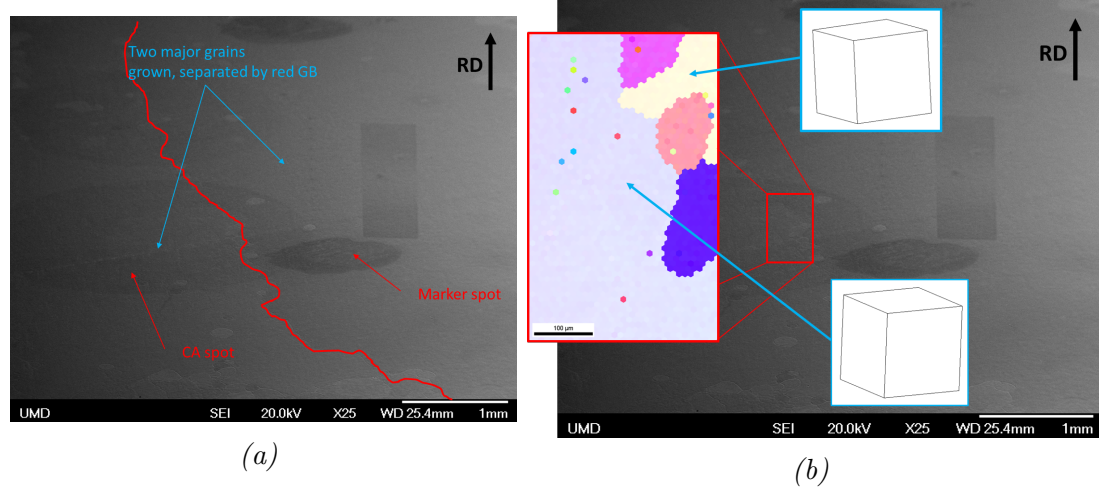 Two major grains
grown, separated by red GB
RD
Marker spot
CA spot
UMD SEI 20.0kV X25 WD 25.4mm 1mm
(a)
RD
100 µm
UMD SEI 20.0kV X25 WD 25.4mm 1mm
(b)